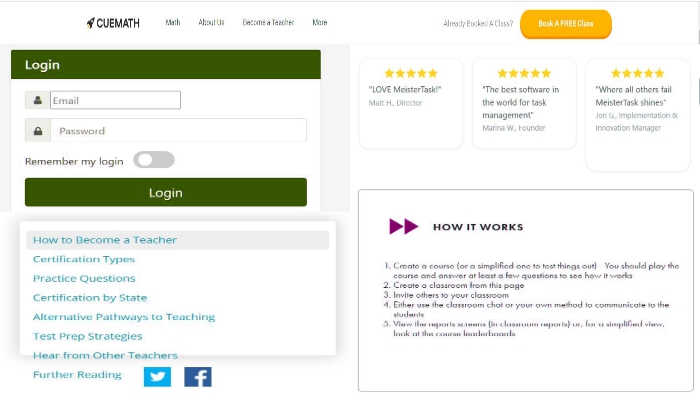 CUEMATH Math About Us Become a Teacher More Already Booked A Class? Book A FREE Class
Login
Email
Password
Remember my login
Login
How to Become a Teacher
Certification Types
Practice Questions
Certification by State
Alternative Pathways to Teaching
Test Prep Strategies
Hear from Other Teachers
Further Reading
"LOVE MeisterTask!"
Matt H., Director
"The best software in
the world for task
management"
Marina W., Founder
"Where all others fail
MeisterTask shines"
Jon G., Implementation &
Innovation Manager
HOW IT WORKS
1. Create a course (or a simplified one to test things out) You should play the
course and answer at least a few questions to see how it works
2. Create a classroom from this page
3. Invite others to your classroom
4. Either use the classroom chat or your own method to communicate to the
students
5. View the reports screens (in classroom reports) or, for a simplified view,
look at the course leaderboards